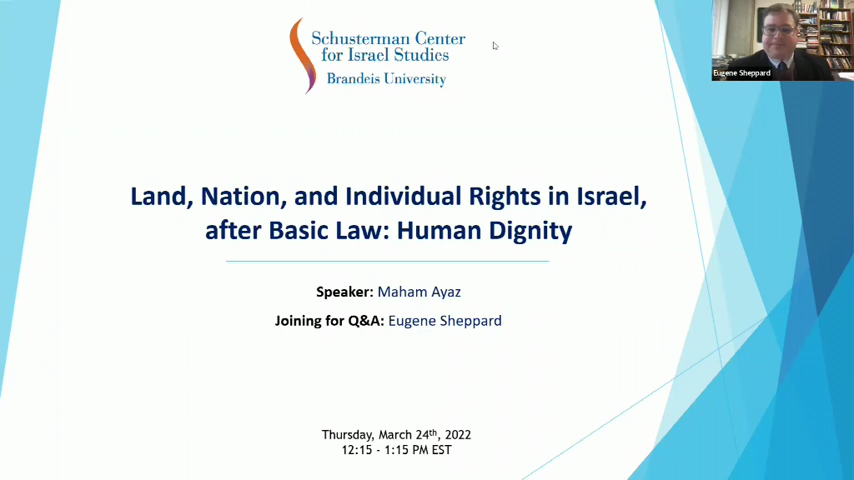 Schusterman Center
for Israel Studies
Brandeis University
Eugene Sheppard
Land, Nation, and Individual Rights in Israel,
after Basic Law: Human Dignity
Speaker: Maham Ayaz
Joining for Q&A: Eugene Sheppard
Thursday, March 24th, 2022
12:15 - 1:15 PM EST